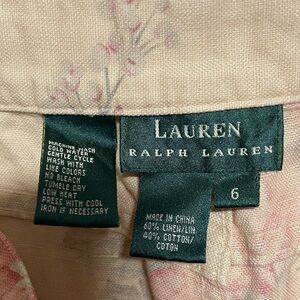 MACHINE WASH
COLD WATER
GENTLE CYCLE
WASH WITH
LIKE COLORS
NO BLEACH
TUMBLE DRY
LOW HEAT
PRESS WITH COOL
IRON IF NECESSARY
LAUREN
RALPH LAUREN
6
MADE IN CHINA
60% LINEN/LIN
40% COTTON/
COTON